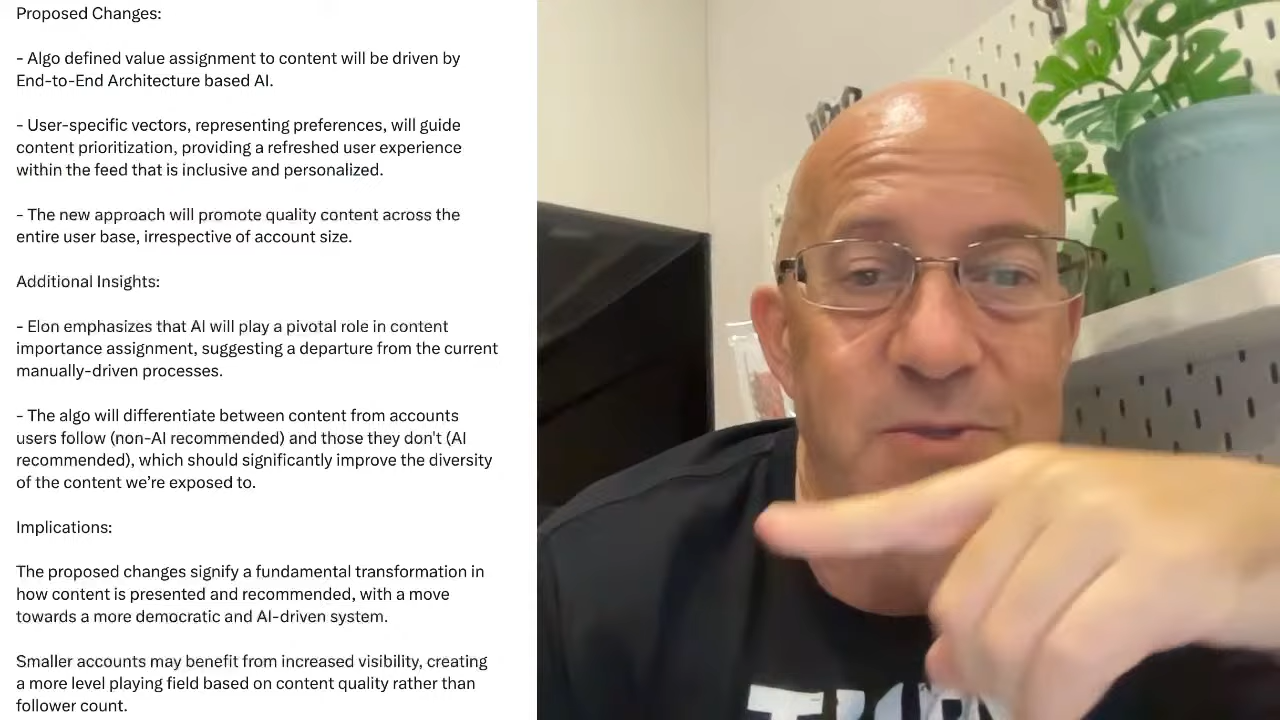 Proposed Changes:
- Algo defined value assignment to content will be driven by
End-to-End Architecture based AI.
- User-specific vectors, representing preferences, will guide
content prioritization, providing a refreshed user experience
within the feed that is inclusive and personalized.
- The new approach will promote quality content across the
entire user base, irrespective of account size.
Additional Insights:
- Elon emphasizes that AI will play a pivotal role in content
importance assignment, suggesting a departure from the current
manually-driven processes.
- The algo will differentiate between content from accounts
users follow (non-AI recommended) and those they don't (AI
recommended), which should significantly improve the diversity
of the content we’re exposed to.
Implications:
The proposed changes signify a fundamental transformation in
how content is presented and recommended, with a move
towards a more democratic and AI-driven system.
Smaller accounts may benefit from increased visibility, creating
a more level playing field based on content quality rather than
follower count.